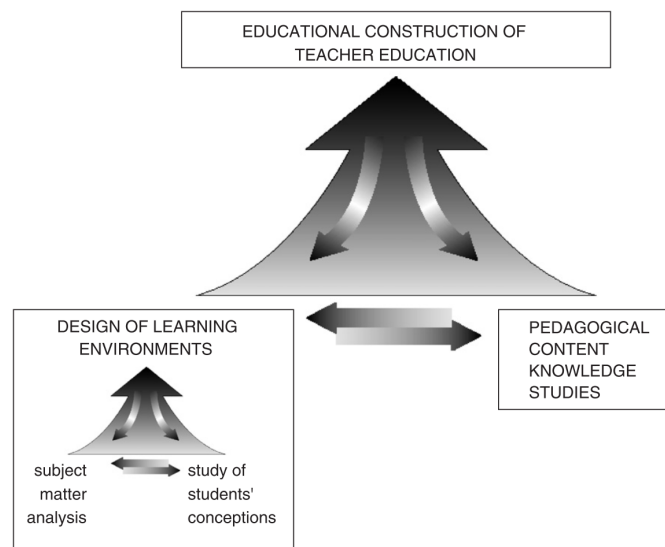 EDUCATIONAL CONSTRUCTION OF
TEACHER EDUCATION
DESIGN OF LEARNING
ENVIRONMENTS
subject
matter
analysis
study of
students'
conceptions
PEDAGOGICAL
CONTENT
KNOWLEDGE
STUDIES